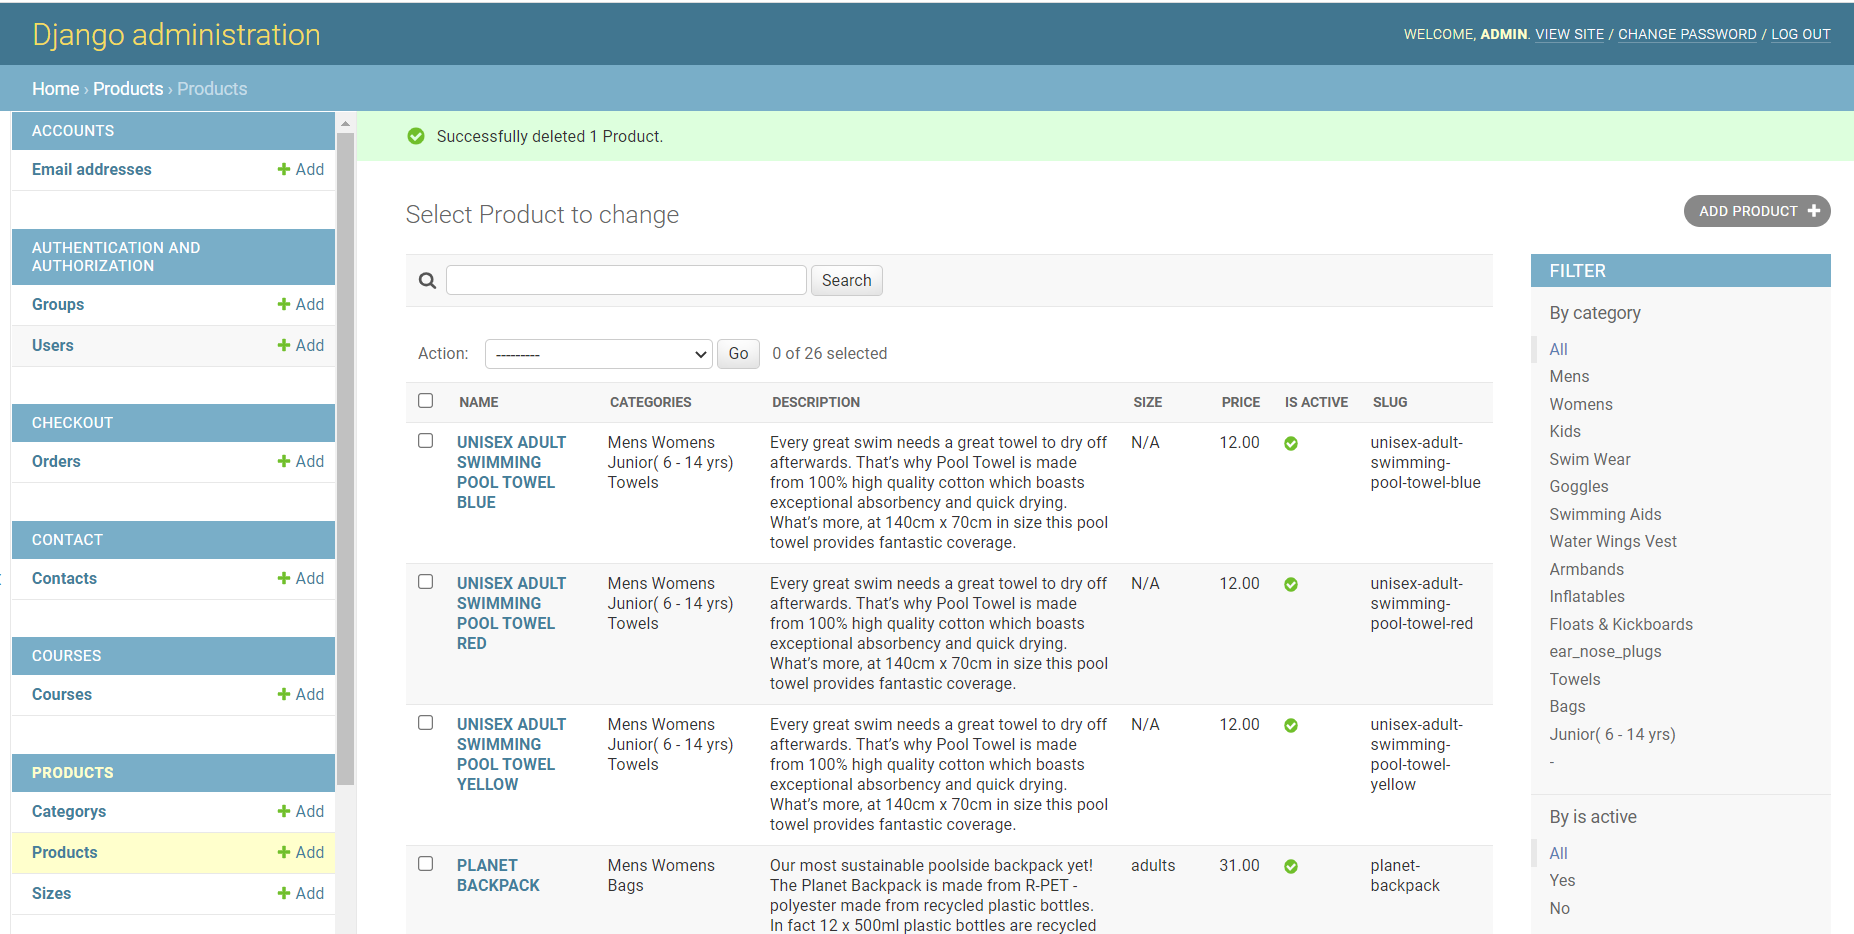 Django administration
WELCOME, ADMIN. VIEW SITE / CHANGE PASSWORD / LOG OUT
Home › Products › Products
ACCOUNTS
Email addresses
Add
AUTHENTICATION AND
AUTHORIZATION
Groups
Add
Users
Add
CHECKOUT
Orders
Add
CONTACT
Contacts
Add
COURSES
Courses
Add
PRODUCTS
Categorys
Add
Products
Add
Sizes
Add
Successfully deleted 1 Product.
Select Product to change
ADD PRODUCT
Search
Action:
---------
Go
0 of 26 selected
NAME
CATEGORIES
DESCRIPTION
SIZE
PRICE
IS ACTIVE
SLUG
UNISEX ADULT
SWIMMING
POOL TOWEL
BLUE
Mens Womens
Junior( 6 - 14 yrs)
Towels
Every great swim needs a great towel to dry off
afterwards. That’s why Pool Towel is made
from 100% high quality cotton which boasts
exceptional absorbency and quick drying.
What’s more, at 140cm x 70cm in size this pool
towel provides fantastic coverage.
N/A
12.00
unisex-adult-
swimming-
pool-towel-blue
UNISEX ADULT
SWIMMING
POOL TOWEL
RED
Mens Womens
Junior( 6 - 14 yrs)
Towels
Every great swim needs a great towel to dry off
afterwards. That’s why Pool Towel is made
from 100% high quality cotton which boasts
exceptional absorbency and quick drying.
What’s more, at 140cm x 70cm in size this pool
towel provides fantastic coverage.
N/A
12.00
unisex-adult-
swimming-
pool-towel-red
UNISEX ADULT
SWIMMING
POOL TOWEL
YELLOW
Mens Womens
Junior( 6 - 14 yrs)
Towels
Every great swim needs a great towel to dry off
afterwards. That’s why Pool Towel is made
from 100% high quality cotton which boasts
exceptional absorbency and quick drying.
What’s more, at 140cm x 70cm in size this pool
towel provides fantastic coverage.
N/A
12.00
unisex-adult-
swimming-
pool-towel-
yellow
PLANET
BACKPACK
Mens Womens
Bags
Our most sustainable poolside backpack yet!
The Planet Backpack is made from R-PET -
polyester made from recycled plastic bottles.
In fact 12 x 500ml plastic bottles are recycled
adults
31.00
planet-
backpack
FILTER
By category
All
Mens
Womens
Kids
Swim Wear
Goggles
Swimming Aids
Water Wings Vest
Armbands
Inflatables
Floats & Kickboards
ear_nose_plugs
Towels
Bags
Junior( 6 - 14 yrs)
-
By is active
All
Yes
No